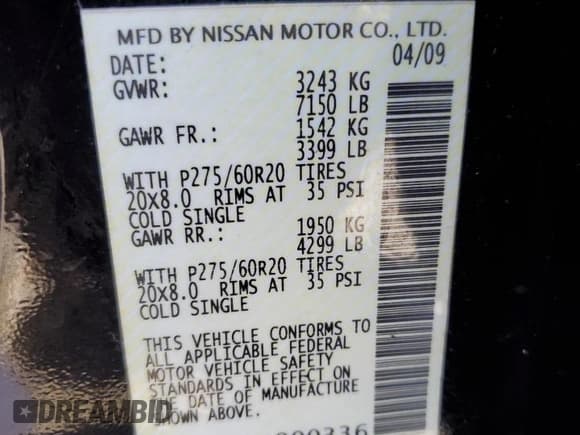 MFD BY NISSAN MOTOR CO., LTD.
DATE: 04/09
GVWR: 3243 KG
7150 LB
GAWR FR.: 1542 KG
3399 LB
WITH P275/60R20 TIRES
20X8.0 RIMS AT 35 PSI
COLD SINGLE
GAWR RR.: 1950 KG
4299 LB
WITH P275/60R20 TIRES
20X8.0 RIMS AT 35 PSI
COLD SINGLE
THIS VEHICLE CONFORMS TO
ALL APPLICABLE FEDERAL
MOTOR VEHICLE SAFETY
STANDARDS IN EFFECT ON
THE DATE OF MANUFACTURE
SHOWN ABOVE.
DREAMBID